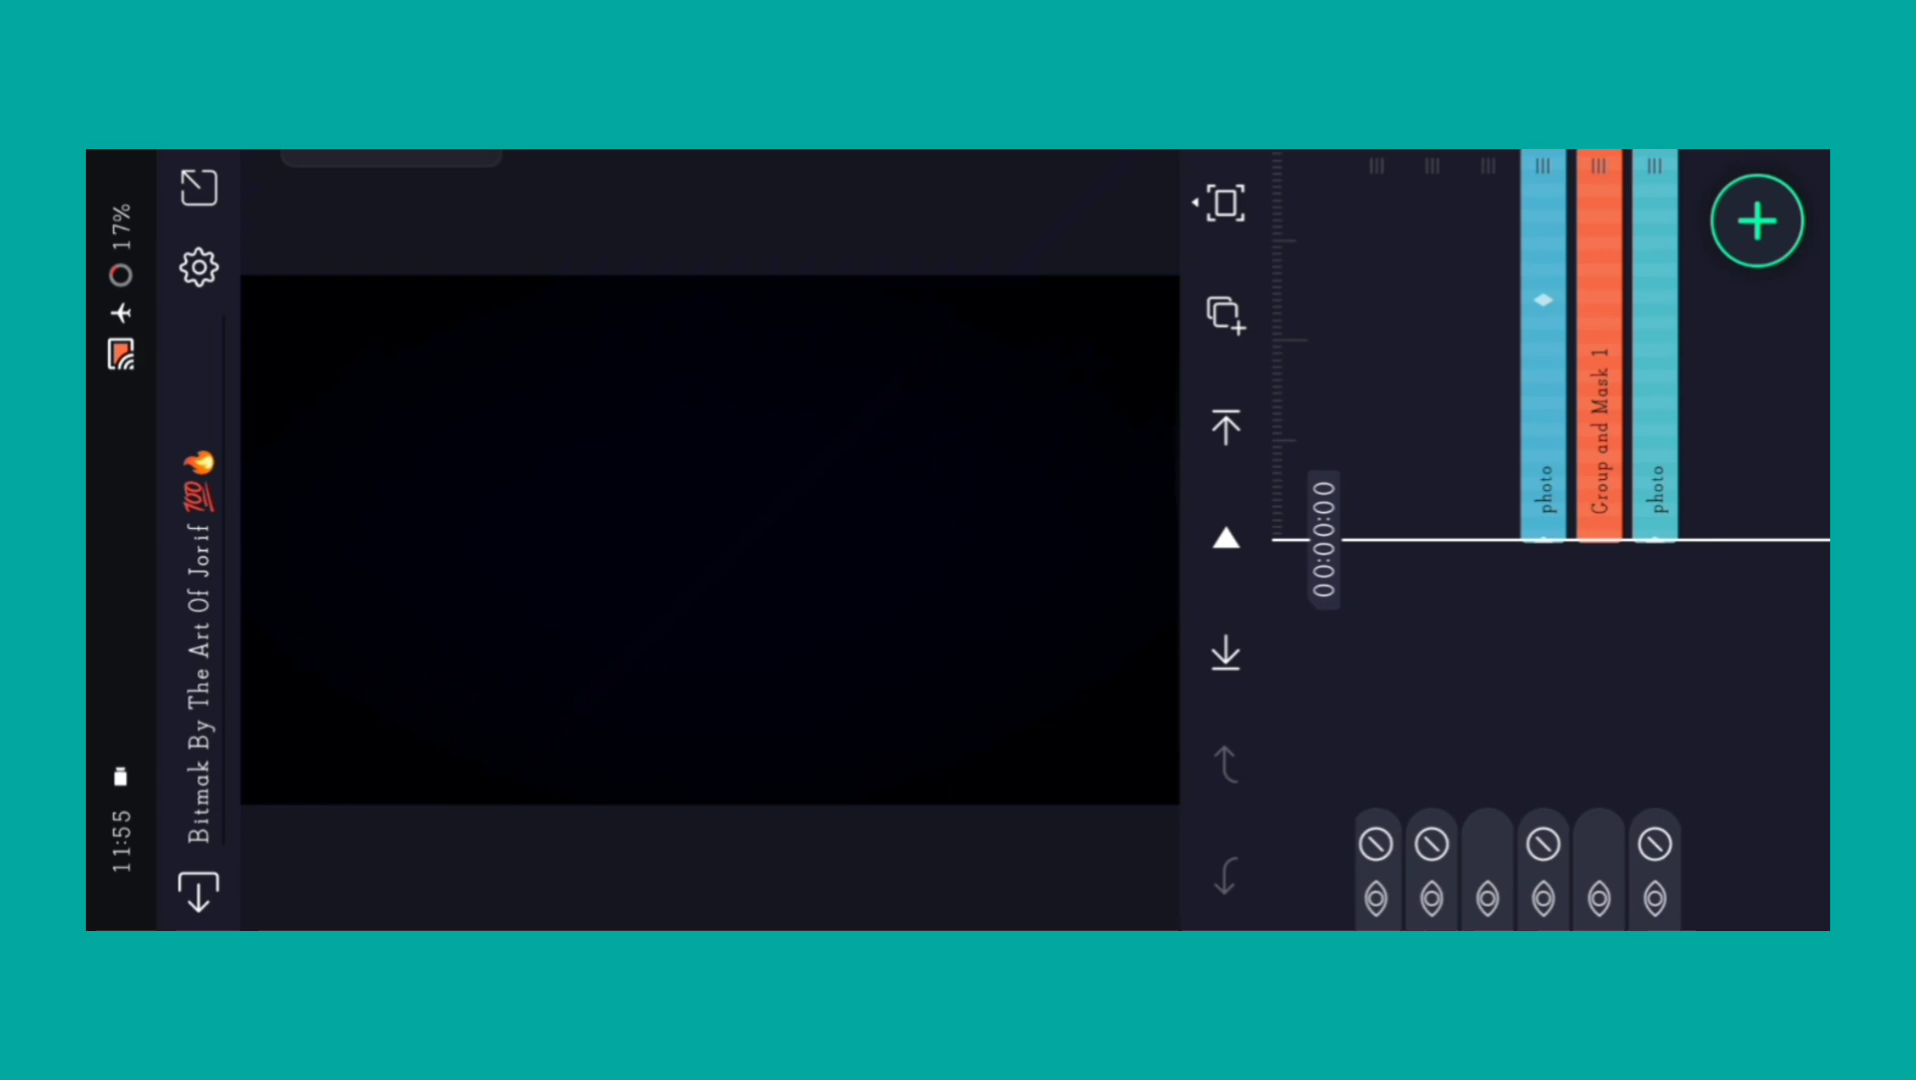 11:55
17%
Bitmak By The Art Of Jorif 💯🔥
00:00:00
photo
Group and Mask 1
photo